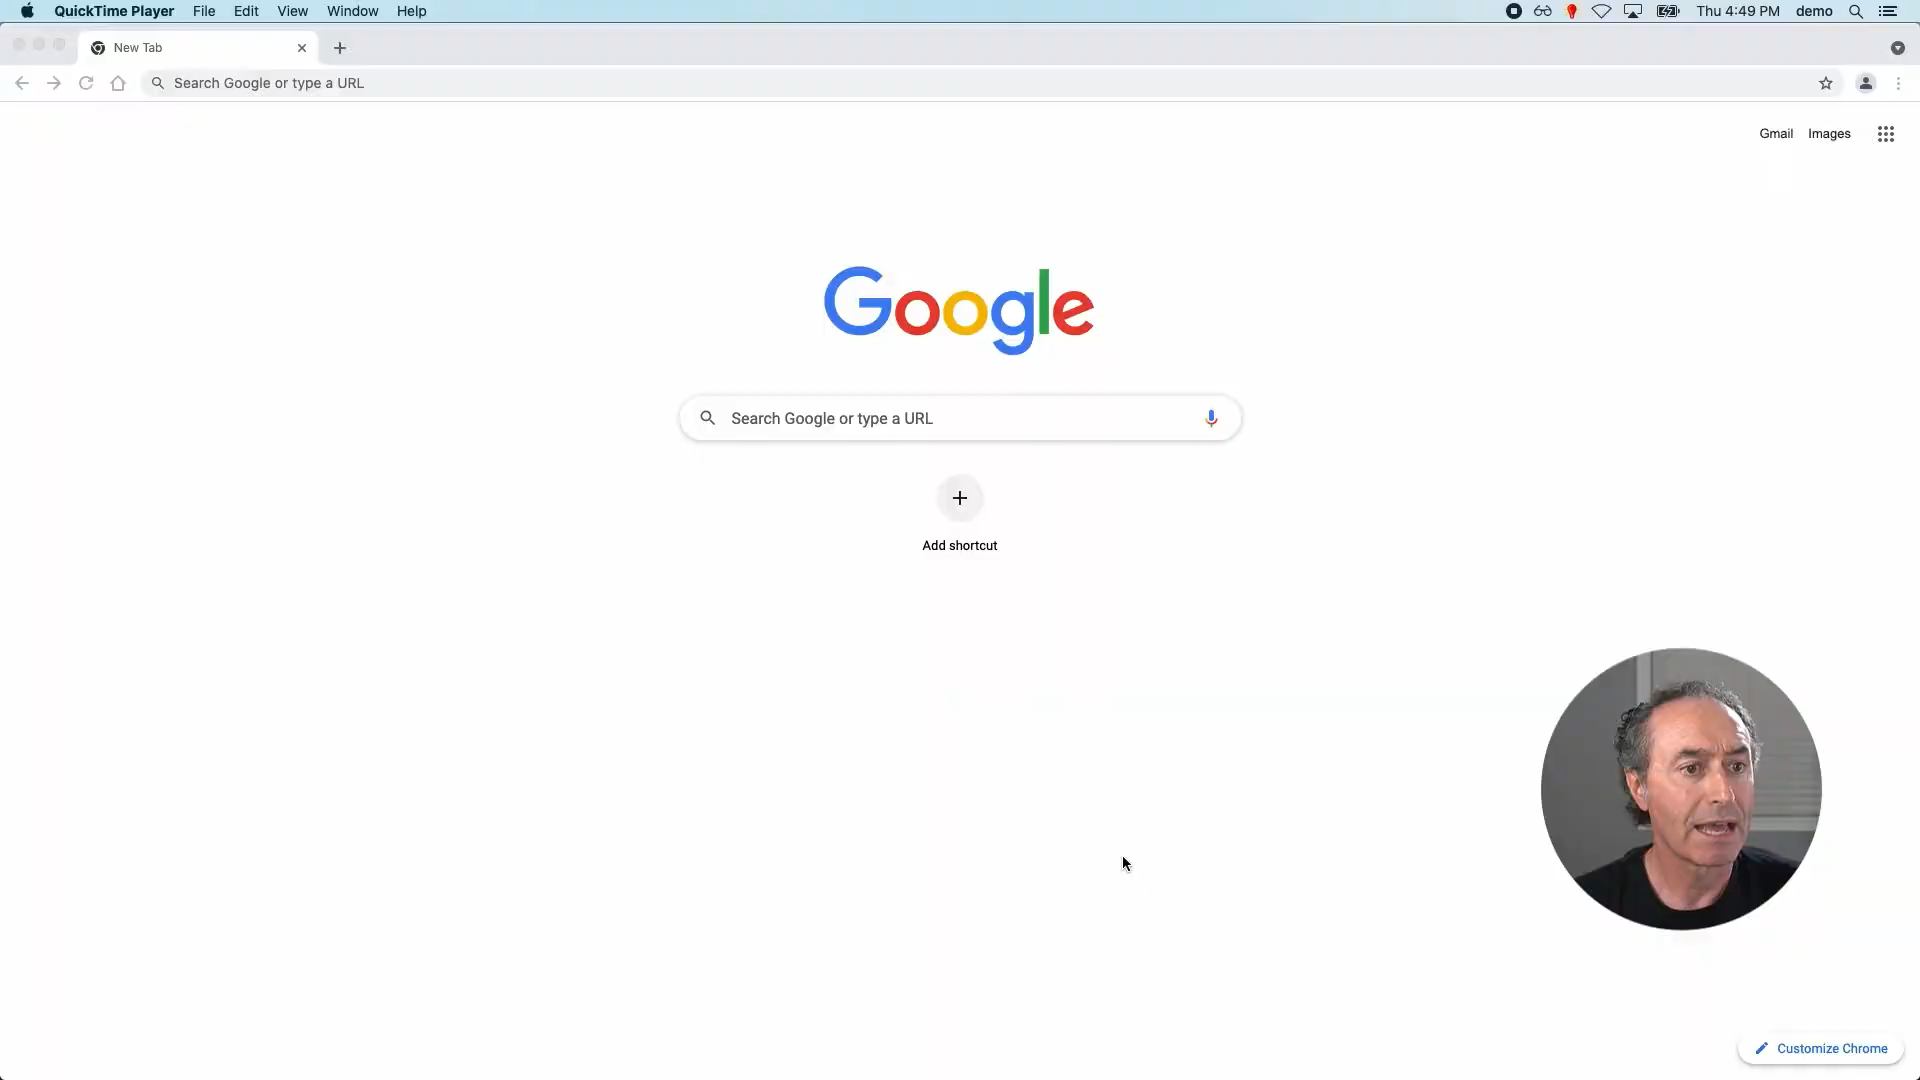 QuickTime Player File Edit View Window Help
Thu 4:49 PM demo
New Tab
Search Google or type a URL
Gmail Images
Google
Search Google or type a URL
Add shortcut
Customize Chrome